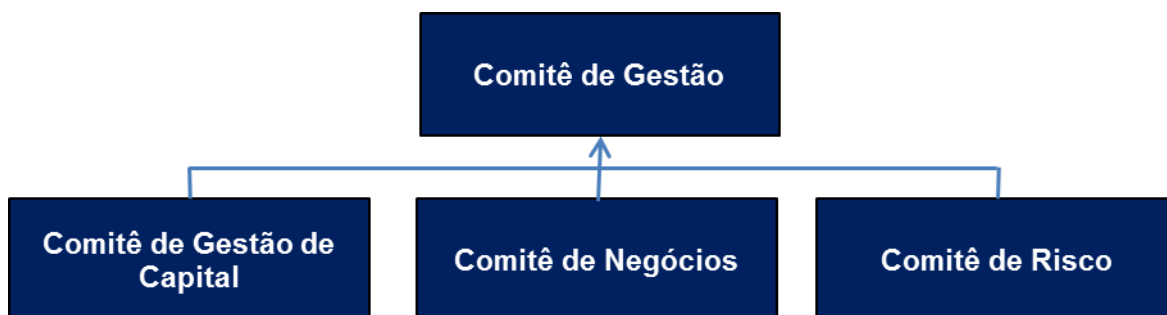 Comitê de Gestão
Comitê de Gestão de
Capital
Comitê de Negócios
Comitê de Risco